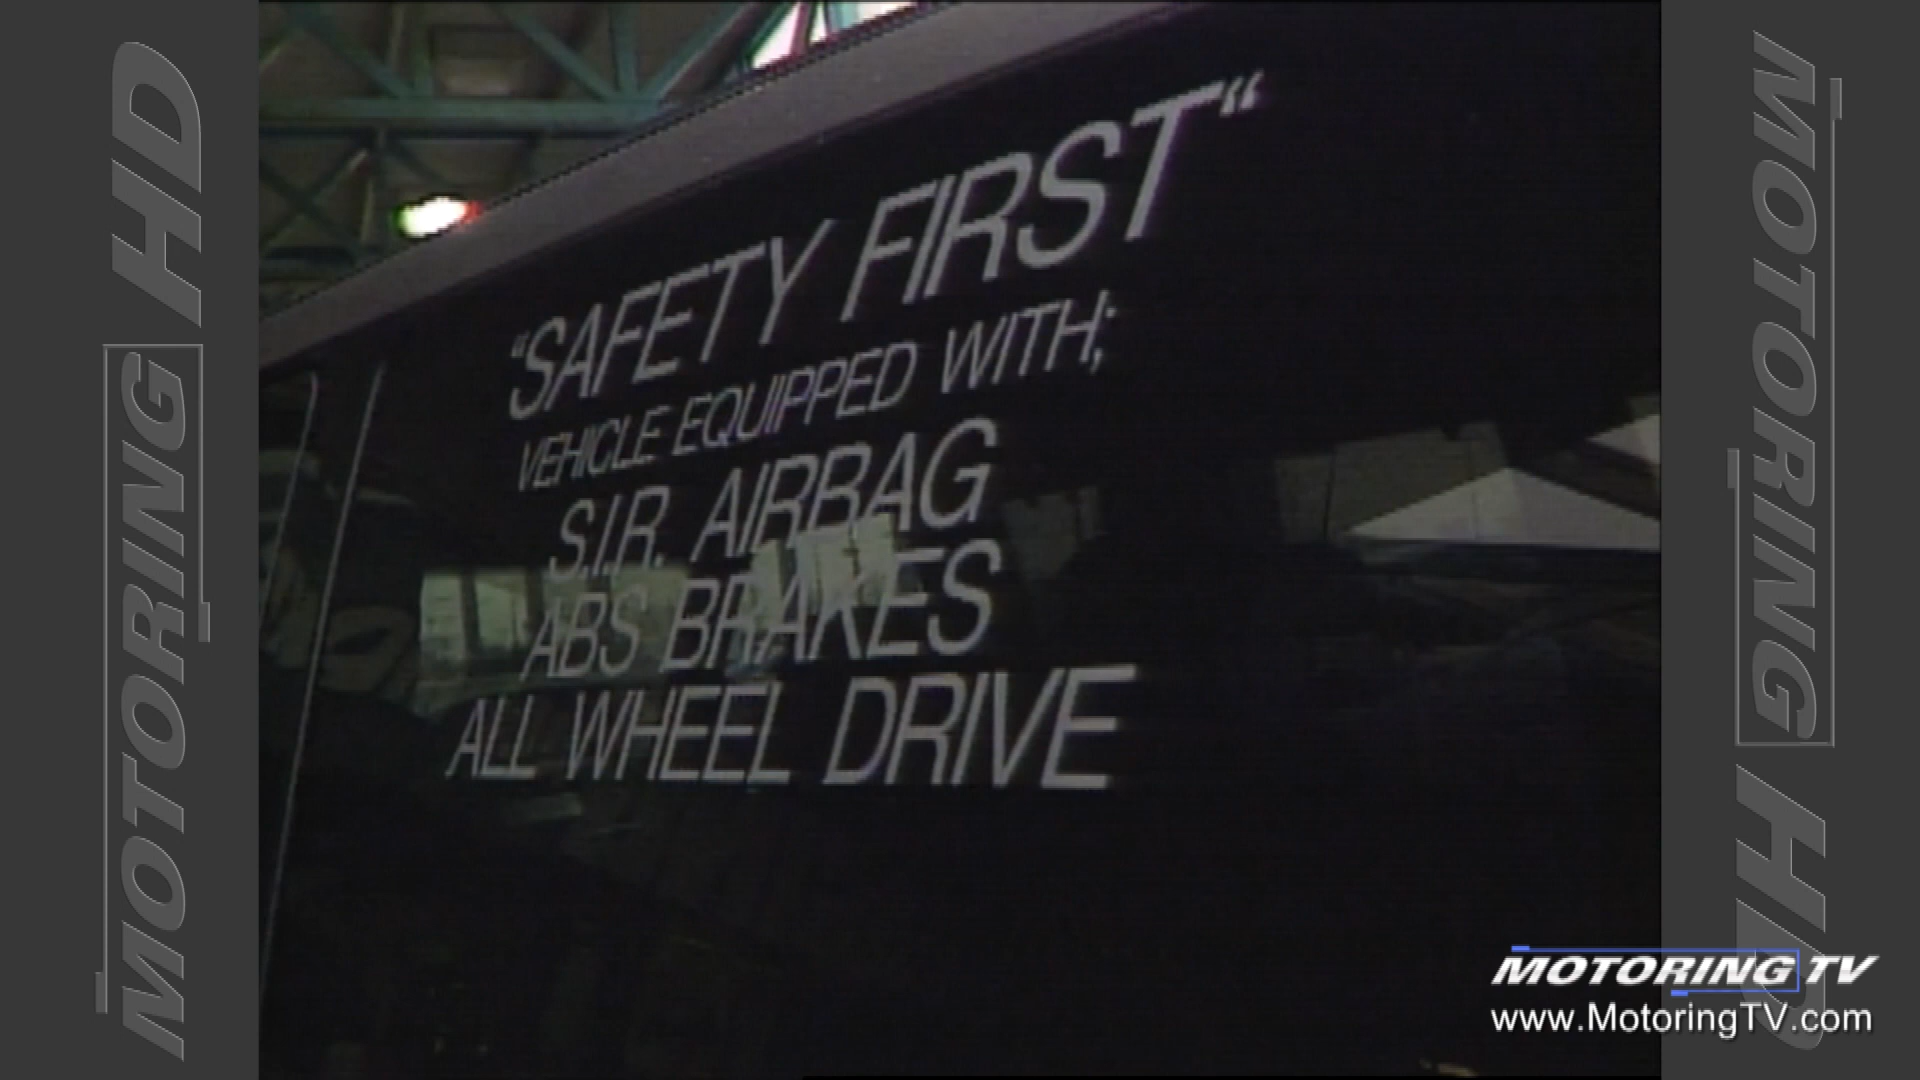 MOTORING HD
"SAFETY FIRST"
VEHICLE EQUIPPED WITH;
S.I.R. AIRBAG
ABS BRAKES
ALL WHEEL DRIVE
MOTORING HD
MOTORING TV
www.MotoringTV.com